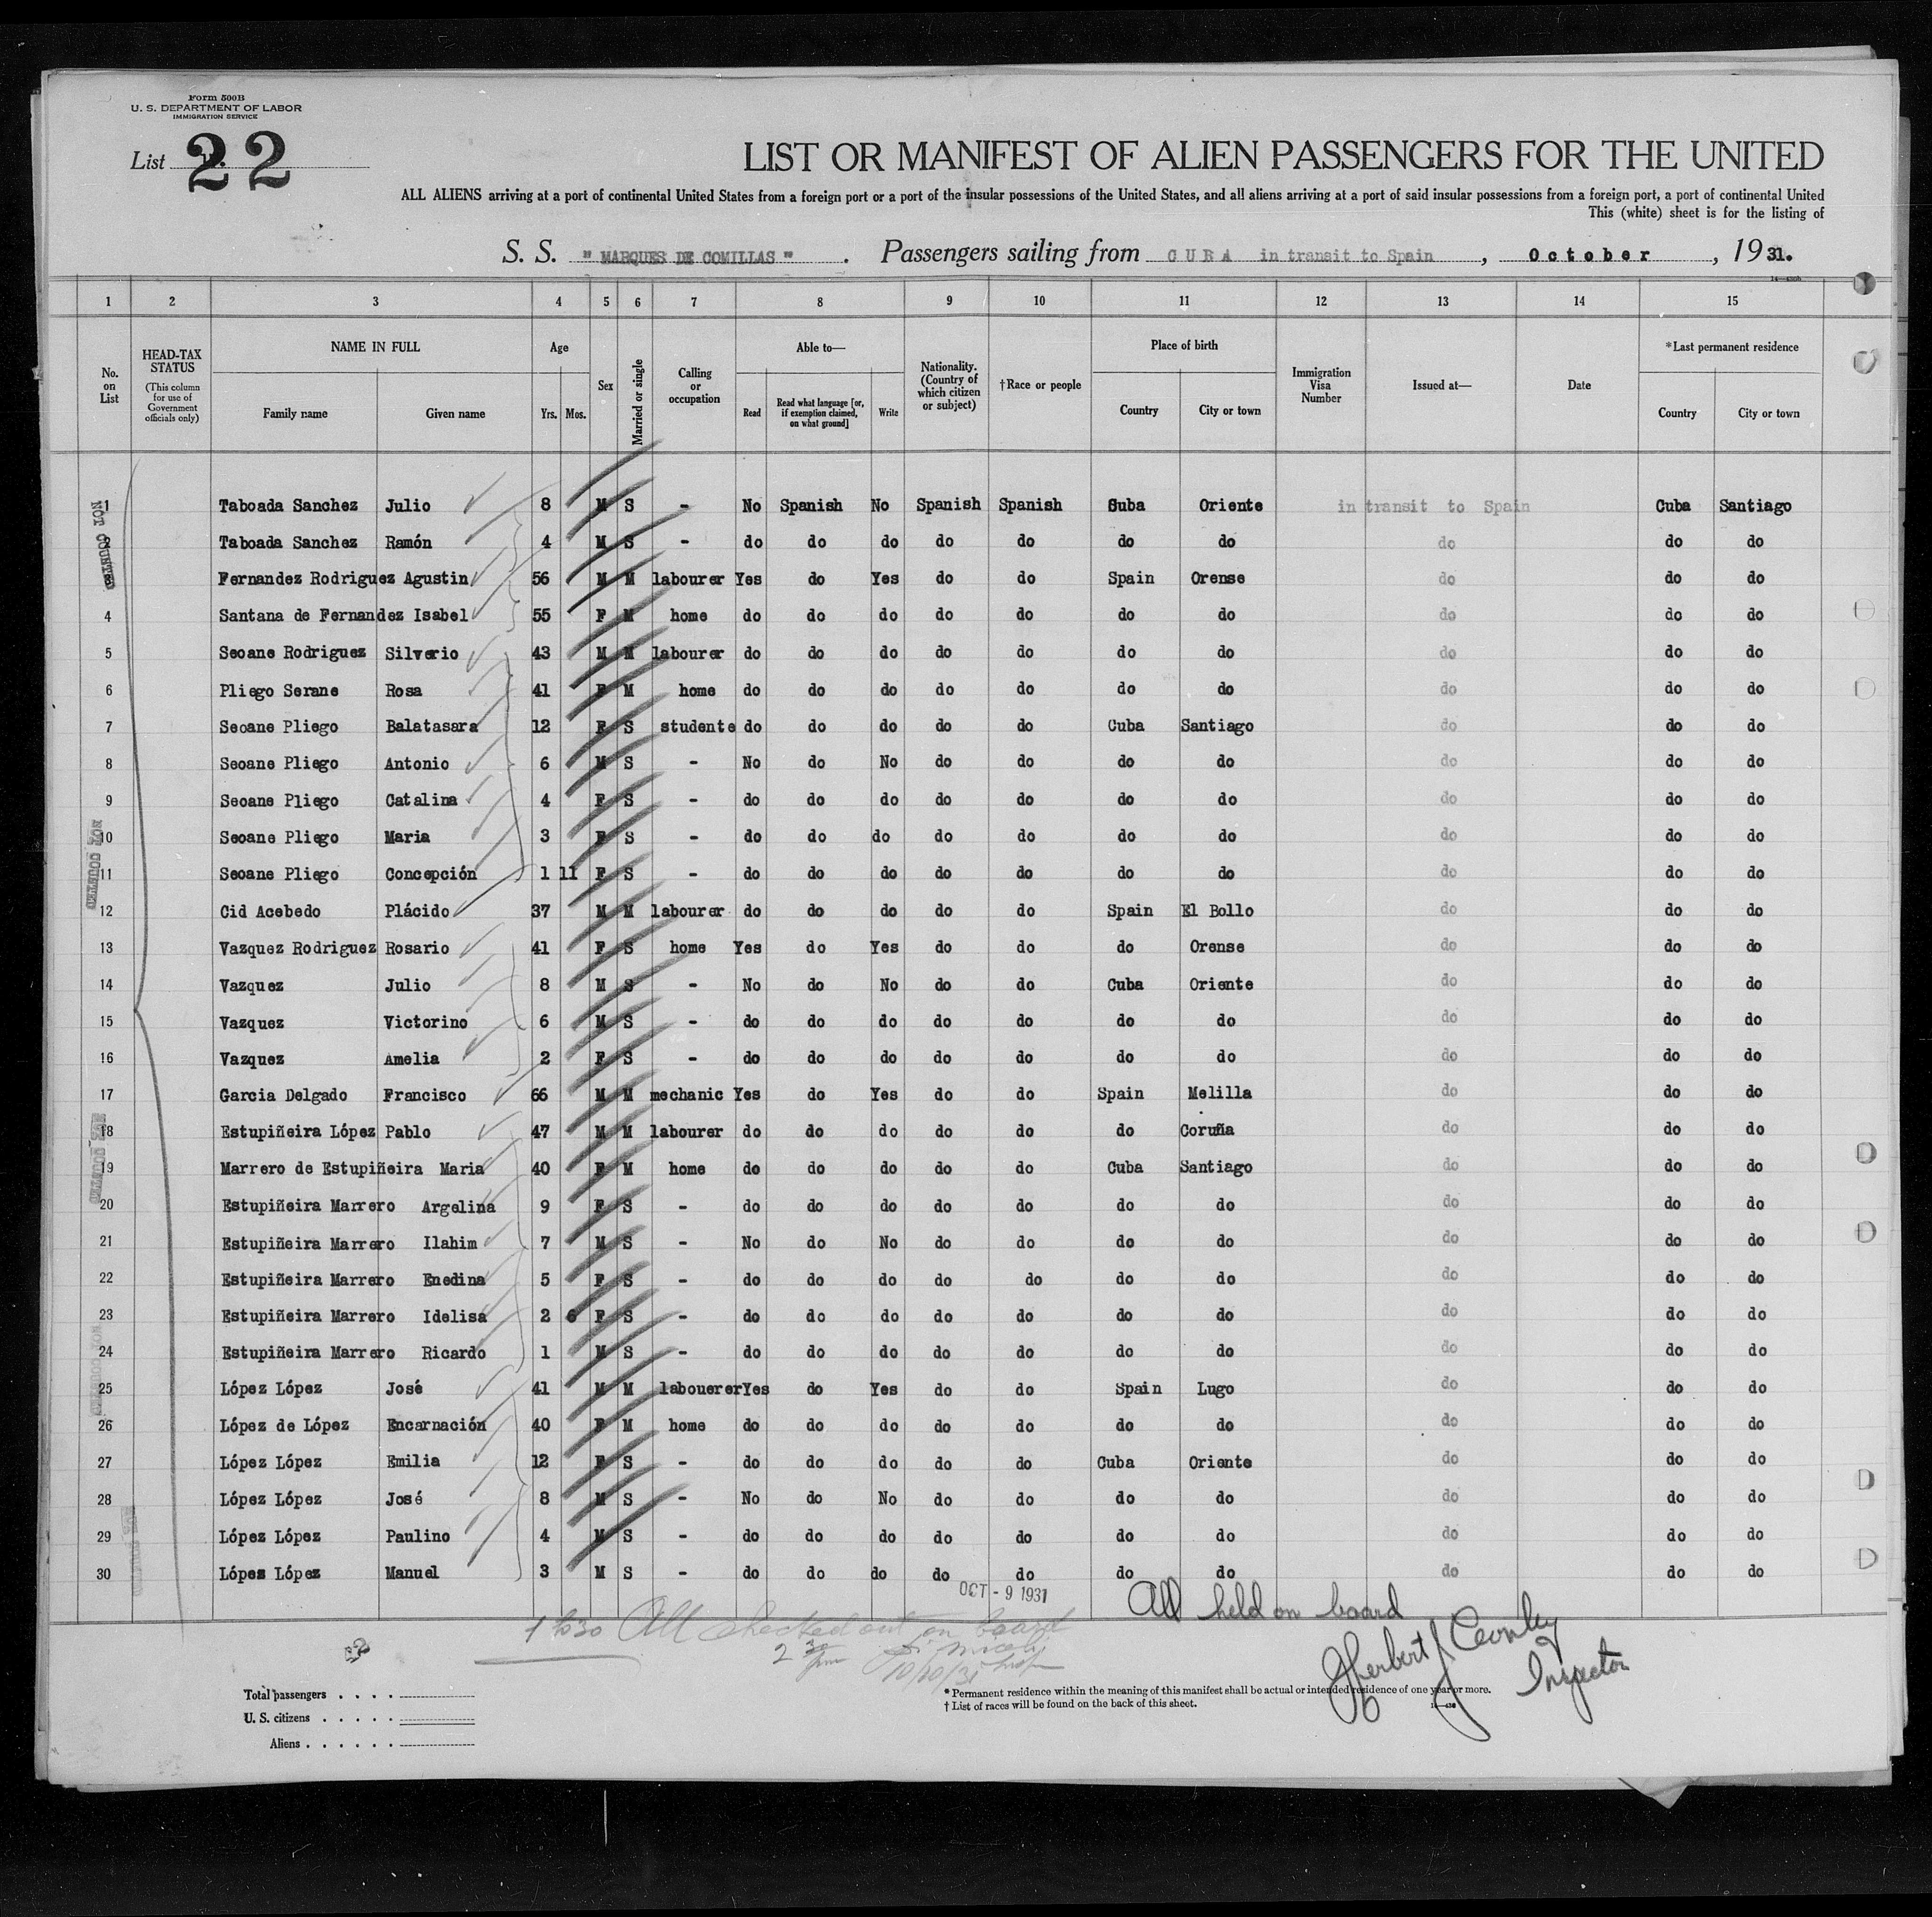 Form 500B
U. S. DEPARTMENT OF LABOR
IMMIGRATION SERVICE
List 22
LIST OR MANIFEST OF ALIEN PASSENGERS FOR THE UNITED
ALL ALIENS arriving at a port of continental United States from a foreign port or a port of the insular possessions of the United States, and all aliens arriving at a port of said insular possessions from a foreign port, a port of continental United
This (white) sheet is for the listing of
S. S. " MARQUES DE COMILLAS " . Passengers sailing from CUBA in transit to Spain , October , 1931.
1 2 3 4 5 6 7 8 9 10 11 12 13 14 15
No. on List HEAD-TAX STATUS (This column for use of Government officials only) NAME IN FULL Family name Given name Age Yrs. Mos. Sex Married or single Calling or occupation Able to— Read Read what language [or, if exemption claimed, on what ground] Write Nationality. (Country of which citizen or subject) †Race or people Place of birth Country City or town Immigration Visa Number Issued at— Date *Last permanent residence Country City or town
1 Taboada Sanchez Julio 8 M S - No Spanish No Spanish Spanish Cuba Oriente in transit to Spain Cuba Santiago
Taboada Sanchez Ramón 4 M S - do do do do do do do do do do
Fernandez Rodriguez Agustin 56 M M labourer Yes do Yes do do Spain Orense do do do
4 Santana de Fernandez Isabel 55 F M home do do do do do do do do do do
5 Seoane Rodriguez Silverio 43 M M labourer do do do do do do do do do do
6 Pliego Serane Rosa 41 F M home do do do do do do do do do do
7 Seoane Pliego Balatasara 12 F S studente do do do do do Cuba Santiago do do do
8 Seoane Pliego Antonio 6 M S - No do No do do do do do do do
9 Seoane Pliego Catalina 4 F S - do do do do do do do do do do
10 Seoane Pliego Maria 3 F S - do do do do do do do do do do
11 Seoane Pliego Concepción 1 11 F S - do do do do do do do do do do
12 Cid Acebedo Plácido 37 M M labourer do do do do do Spain El Bollo do do do
13 Vazquez Rodriguez Rosario 41 F S home Yes do Yes do do do Orense do do do
14 Vazquez Julio 8 M S - No do No do do Cuba Oriente do do do
15 Vazquez Victorino 6 M S - do do do do do do do do do do
16 Vazquez Amelia 2 F S - do do do do do do do do do do
17 Garcia Delgado Francisco 66 M M mechanic Yes do Yes do do Spain Melilla do do do
18 Estupiñeira López Pablo 47 M M labourer do do do do do do Coruña do do do
19 Marrero de Estupiñeira Maria 40 F M home do do do do do Cuba Santiago do do do
20 Estupiñeira Marrero Argelina 9 F S - do do do do do do do do do do
21 Estupiñeira Marrero Ilahim 7 M S - No do No do do do do do do do
22 Estupiñeira Marrero Enedina 5 F S - do do do do do do do do do do
23 Estupiñeira Marrero Idelisa 2 6 F S - do do do do do do do do do do
24 Estupiñeira Marrero Ricardo 1 M S - do do do do do do do do do do
25 López López José 41 M M labouerer Yes do Yes do do Spain Lugo do do do
26 López de López Encarnación 40 F M home do do do do do do do do do do
27 López López Emilia 12 F S - do do do do do Cuba Oriente do do do
28 López López José 8 M S - No do No do do do do do do do
29 López López Paulino 4 M S - do do do do do do do do do do
30 López López Manuel 3 M S - do do do do do do do do do do
NOT COUNTED
NOT COUNTED
NOT COUNTED
OCT - 9 1931
All held on board
1 to 30 All checked out on board
2 30 pm
10/10/31
Herbert J
Inspector
Total passengers
U. S. citizens
Aliens
* Permanent residence within the meaning of this manifest shall be actual or intended residence of one year or more.
† List of races will be found on the back of this sheet.